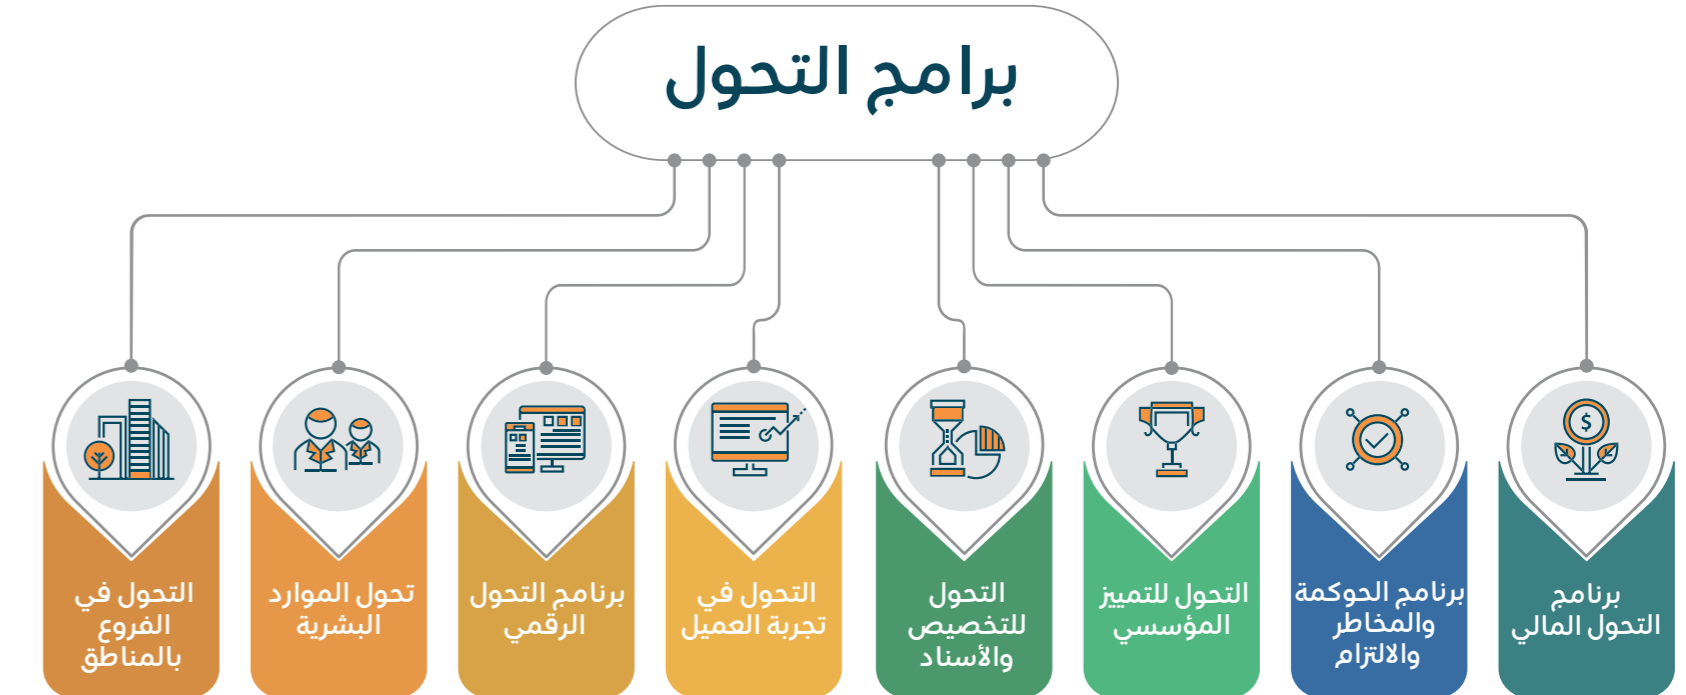 برامج التحول
برنامج
التحول المالي
برنامج الحوكمة
والمخاطر
والالتزام
التحول للتمييز
المؤسسي
التحول
للتخصيص
والأسناد
التحول في
تجربة العميل
برنامج التحول
الرقمي
تحول الموارد
البشرية
التحول في
الفروع
بالمناطق
$